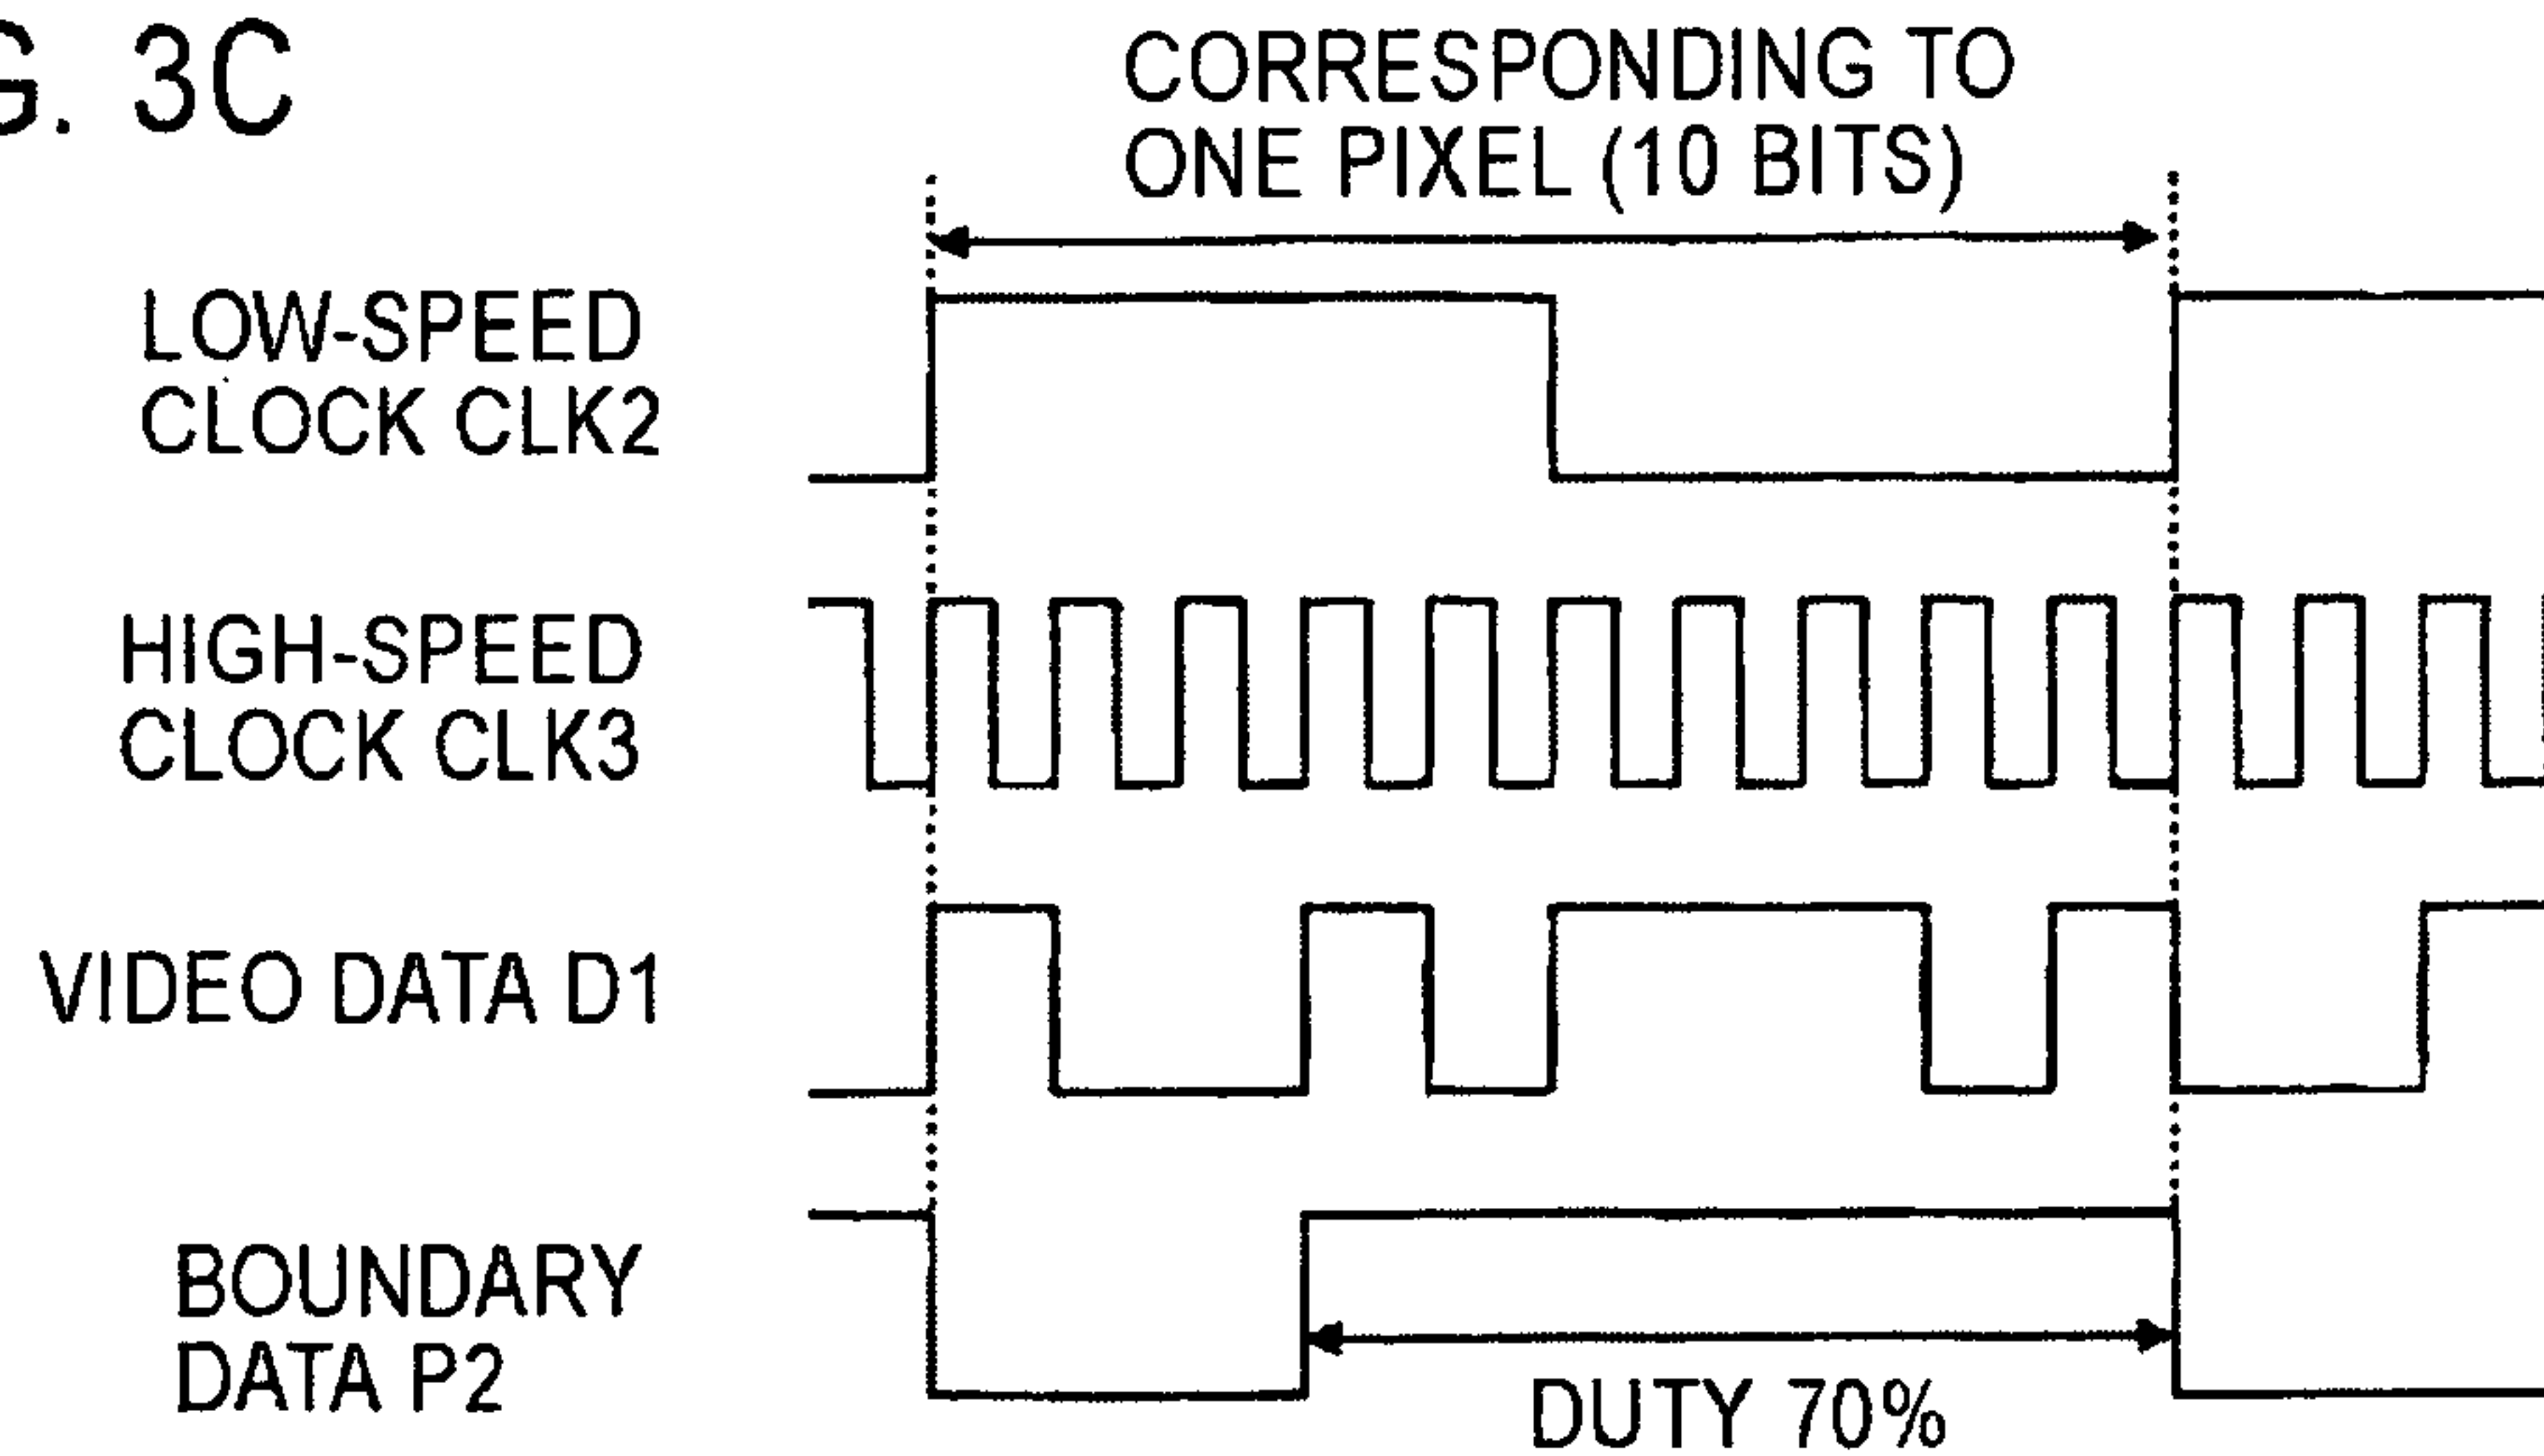 G. 3C
CORRESPONDING TO
ONE PIXEL (10 BITS)
LOW-SPEED
CLOCK CLK2
HIGH-SPEED
CLOCK CLK3
VIDEO DATA D1
BOUNDARY
DATA P2
DUTY 70%